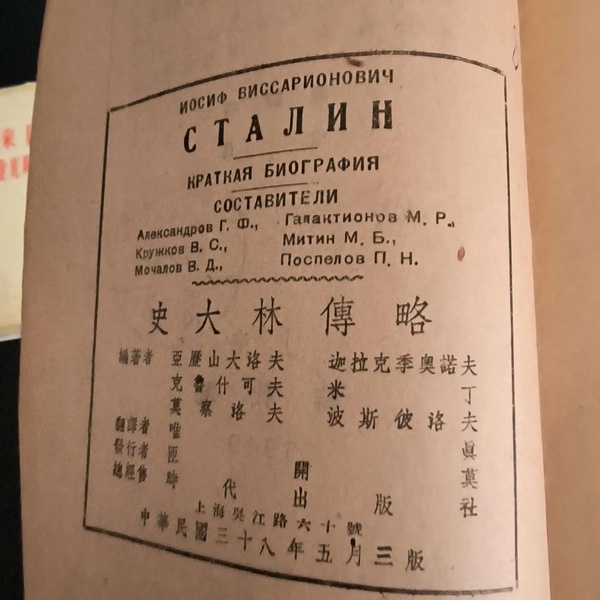 ИОСИФ ВИССАРИОНОВИЧ
СТАЛИН
КРАТКАЯ БИОГРАФИЯ
СОСТАВИТЕЛИ
Александров Г. Ф., Галактионов М. Р.,
Кружков В. С., Митин М. Б.,
Мочалов В. Д., Поспелов П. Н.
史大林傳略
編著者 亞歷山大洛夫 迦拉克季奧諾夫
克魯什可夫 米丁
莫察洛夫 波斯彼洛夫
翻譯者 唯真
發行者 匝開莫
總經售 時代出版社
上海吳江路六十號
中華民國三十八年五月三版